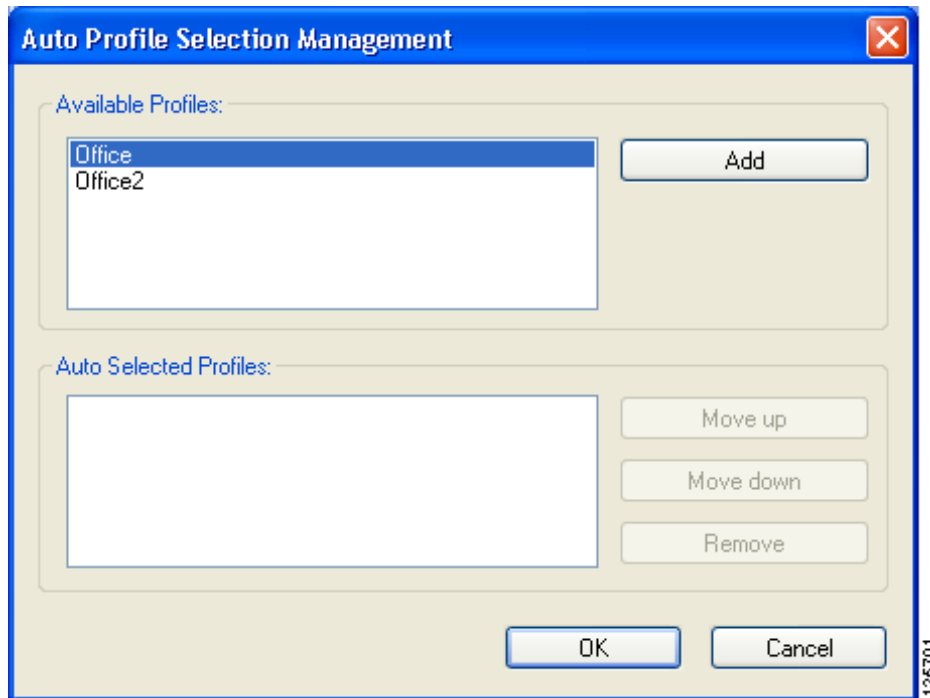 Auto Profile Selection Management
Available Profiles:
Office
Office2
Add
Auto Selected Profiles:
Move up
Move down
Remove
OK
Cancel